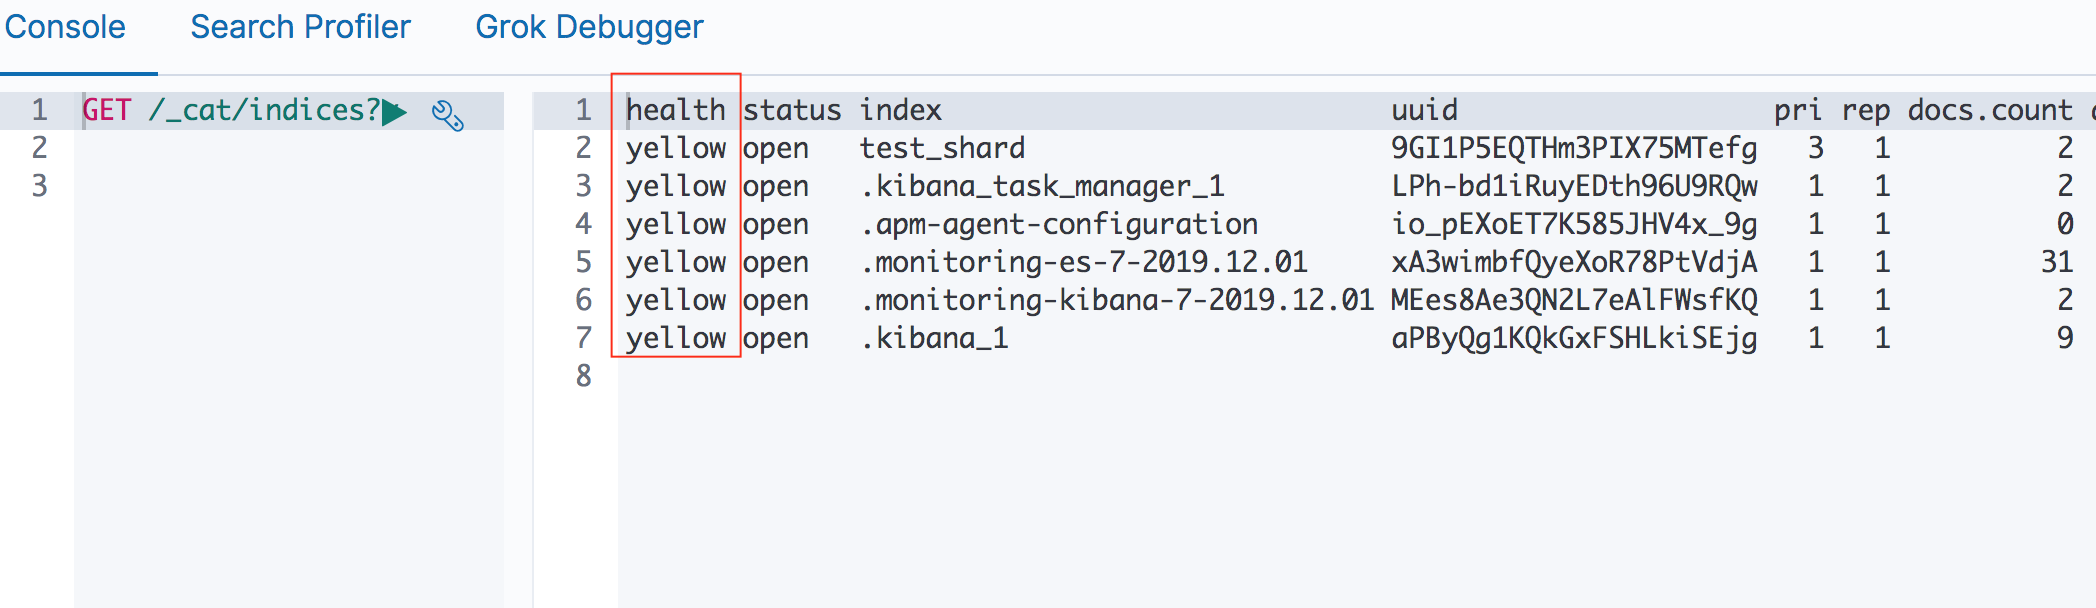 Console Search Profiler Grok Debugger
1 GET /_cat/indices?
2
3
1 health status index uuid pri rep docs.count
2 yellow open test_shard 9GI1P5EQTHm3PIX75MTefg 3 1 2
3 yellow open .kibana_task_manager_1 LPh-bd1iRuyEDth96U9RQw 1 1 2
4 yellow open .apm-agent-configuration io_pEXoET7K585JHV4x_9g 1 1 0
5 yellow open .monitoring-es-7-2019.12.01 xA3wimbfQyeXoR78PtVdjA 1 1 31
6 yellow open .monitoring-kibana-7-2019.12.01 MEes8Ae3QN2L7eAlFWsfKQ 1 1 2
7 yellow open .kibana_1 aPByQg1KQkGxFSHLkiSEjg 1 1 9
8